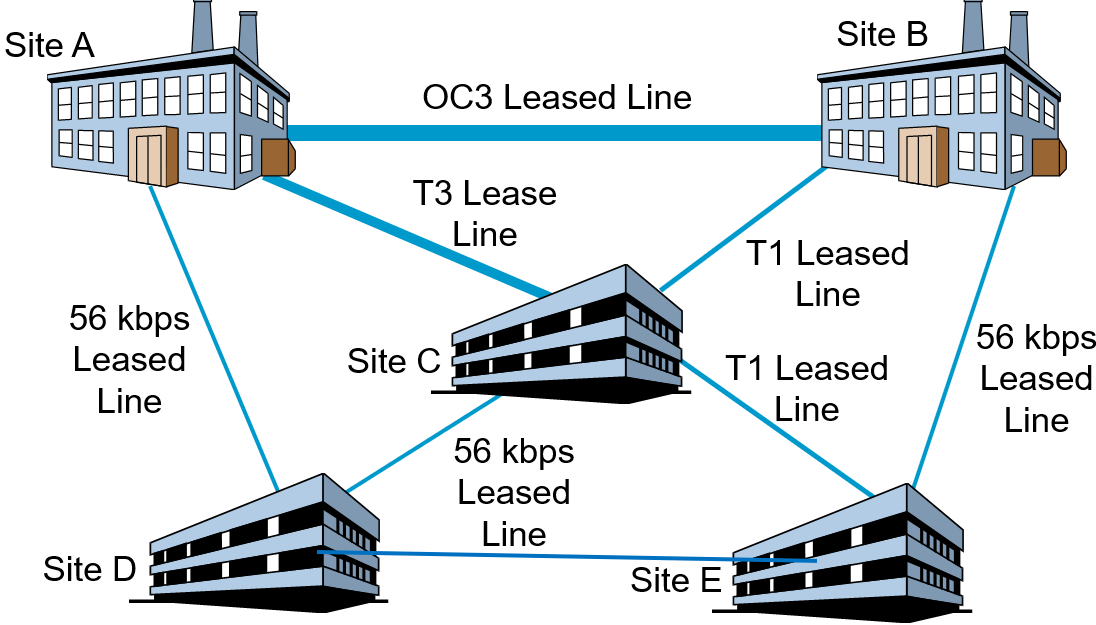 Site A
Site B
OC3 Leased Line
T3 Lease
Line
T1 Leased
Line
56 kbps
Leased
Line
Site C
T1 Leased
Line
56 kbps
Leased
Line
56 kbps
Leased
Line
Site D
Site E